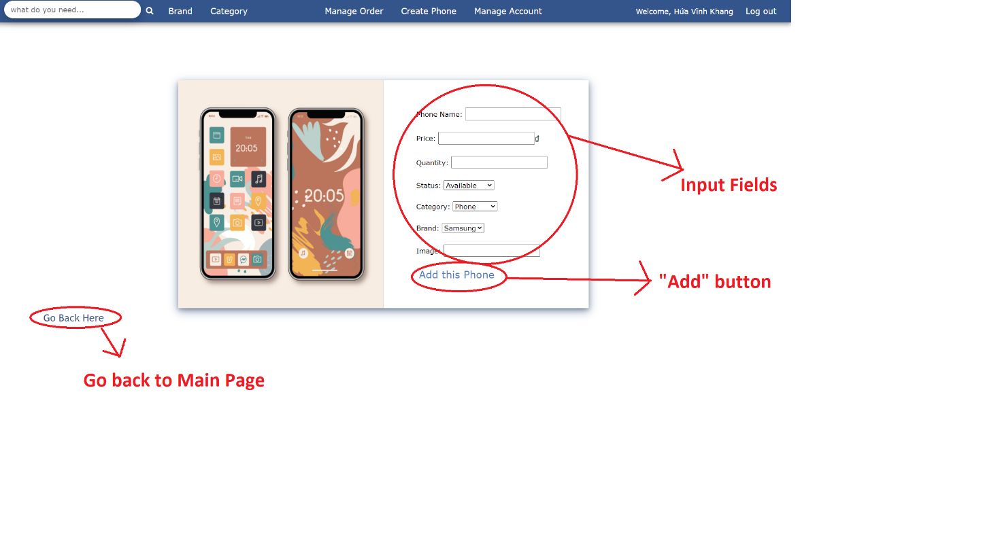 what do you need...
Brand
Category
Manage Order
Create Phone
Manage Account
Welcome, Hứa Vĩnh Khang
Log out
20:05
20:05
Phone Name:
Price: ₫
Quantity:
Status: Available
Category: Phone
Brand: Samsung
Image:
Add this Phone
Input Fields
"Add" button
Go Back Here
Go back to Main Page